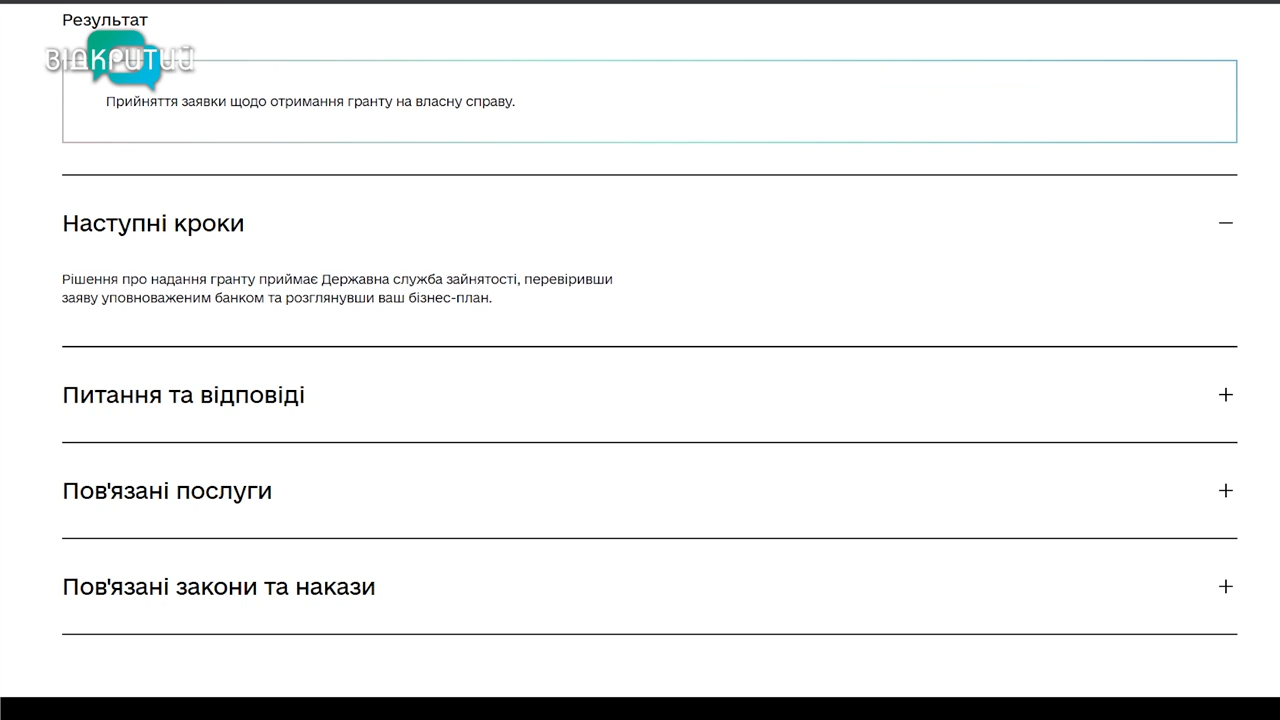 Результат
ВІДКРИТИЙ
Прийняття заявки щодо отримання гранту на власну справу.
Наступні кроки
Рішення про надання гранту приймає Державна служба зайнятості, перевіривши
заяву уповноваженим банком та розглянувши ваш бізнес-план.
Питання та відповіді
Пов'язані послуги
Пов'язані закони та накази